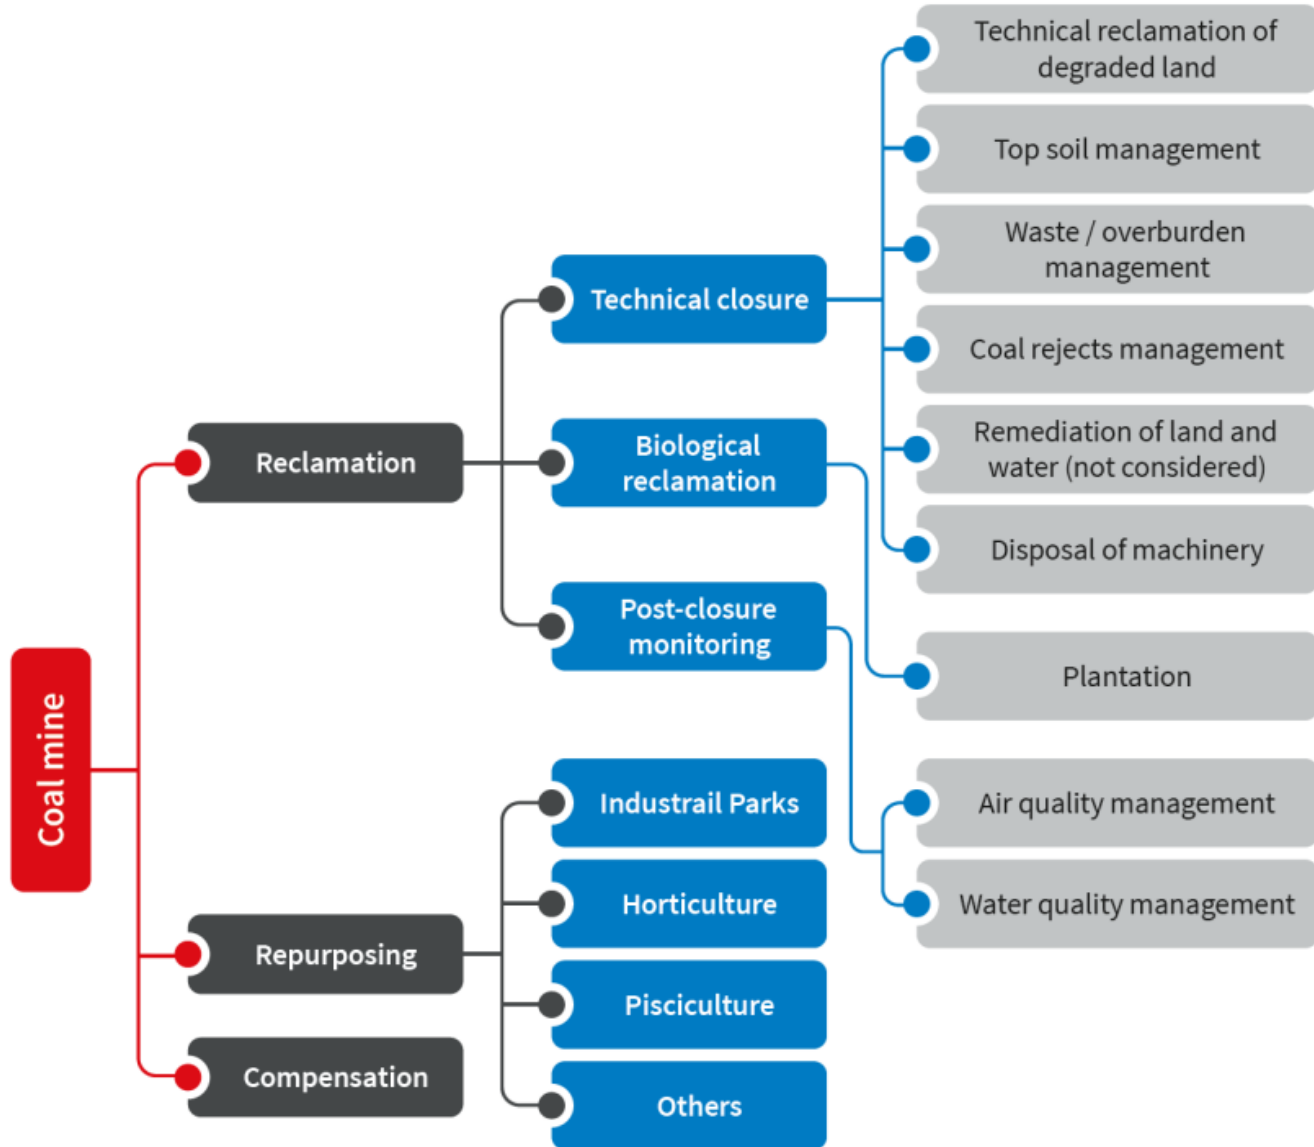 Technical reclamation of
degraded land
Top soil management
Waste / overburden
management
Technical closure
Coal rejects management
Reclamation
Biological
reclamation
Remediation of land and
water (not considered)
Disposal of machinery
Post-closure
monitoring
Plantation
Coal mine
Industrail Parks
Air quality management
Horticulture
Water quality management
Repurposing
Pisciculture
Compensation
Others